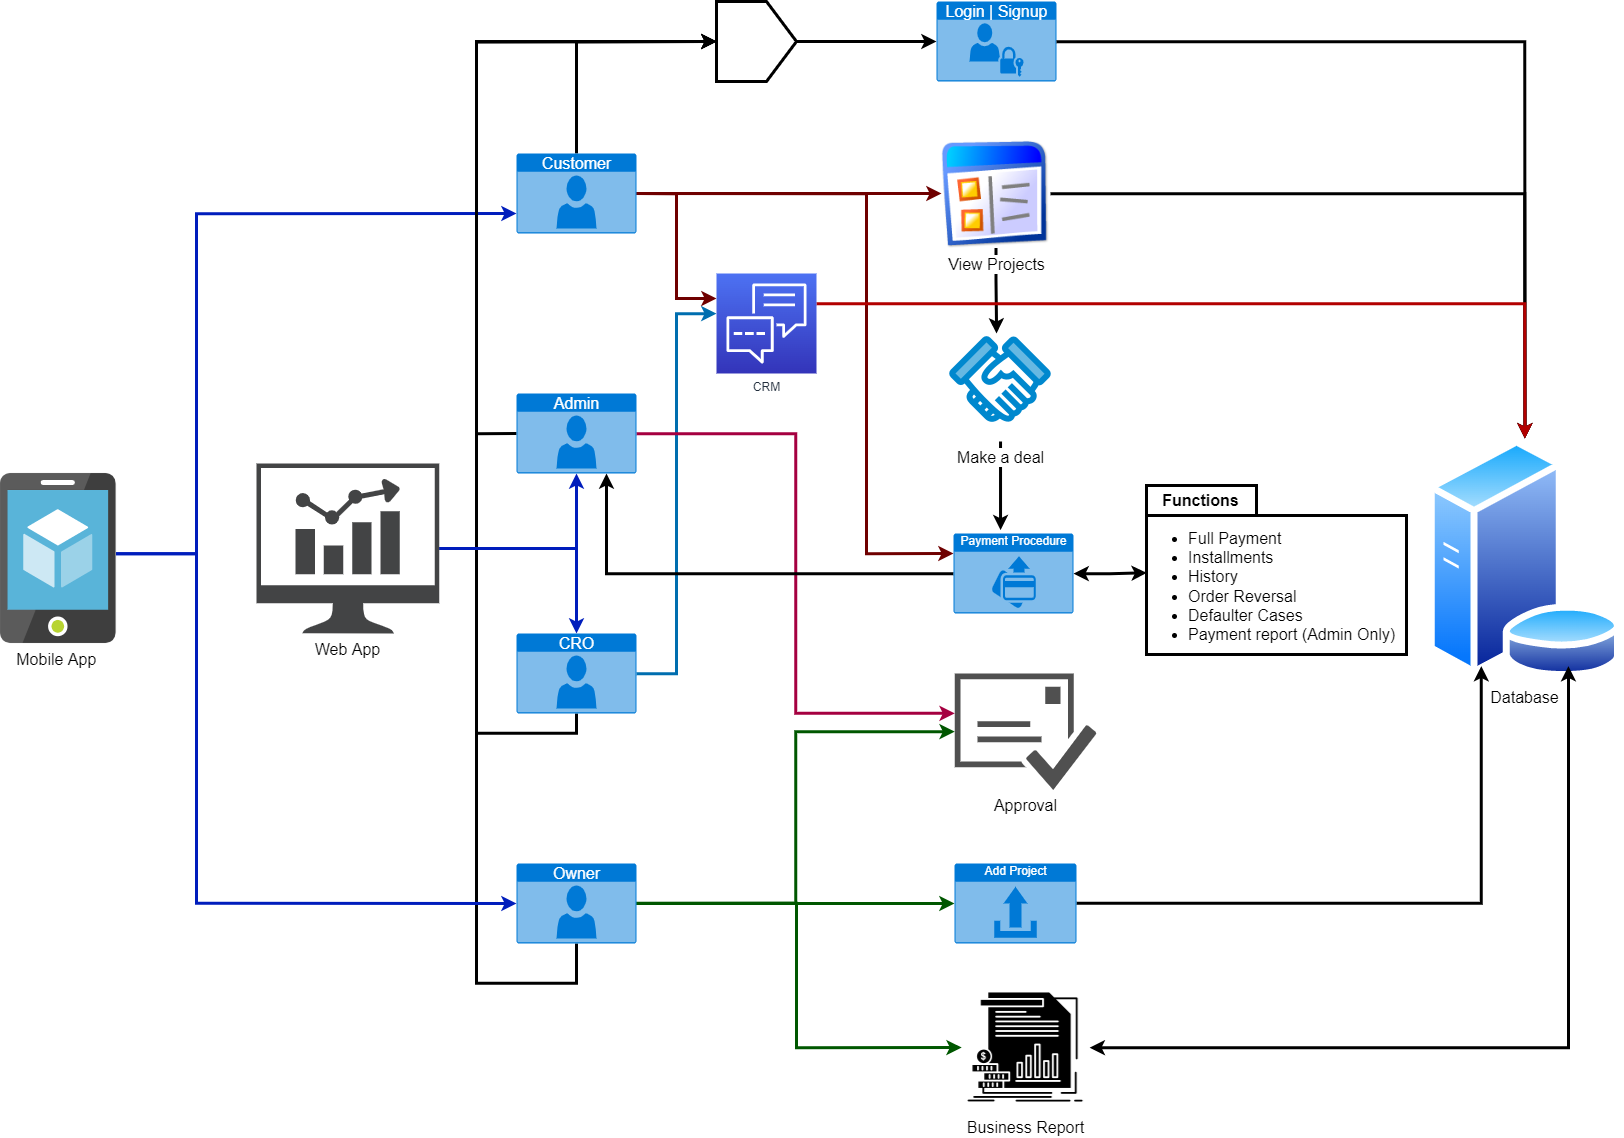 Login | Signup
Customer
View Projects
CRM
Admin
Make a deal
Web App
Mobile App
CRO
Payment Procedure
Functions
• Full Payment
• Installments
• History
• Order Reversal
• Defaulter Cases
• Payment report (Admin Only)
Database
Approval
Owner
Add Project
$
Business Report